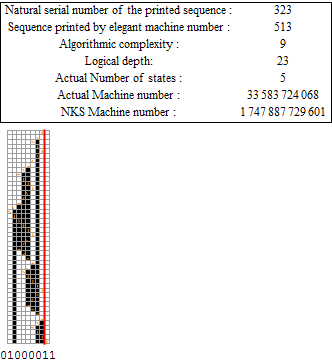 Natural serial number of the printed sequence : 323
Sequence printed by elegant machine number : 513
Algorithmic complexity : 9
Logical depth: 23
Actual Number of states : 5
Actual Machine number : 33 583 724 068
NKS Machine number : 1 747 887 729 601
01000011